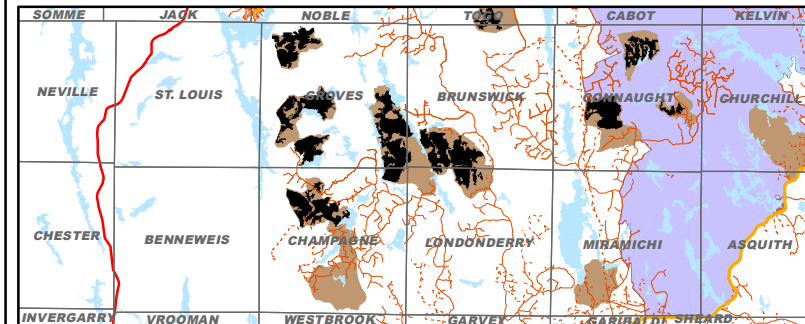 SOMME JACK NOBLE TOGO CABOT KELVIN
NEVILLE ST. LOUIS GROVES BRUNSWICK CONNAUGHT CHURCHILL
CHESTER BENNEWEIS CHAMPAGNE LONDONDERRY MIRAMICHI ASQUITH
INVERGARRY VROOMAN WESTBROOK GARVEY GARIBALDI SHEARD